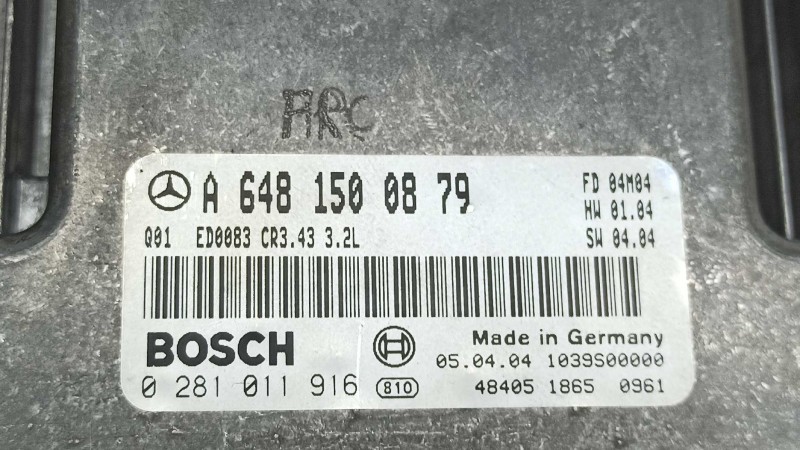 ARC
A 648 150 08 79
FD 04M04
HW 01.04
Q01 ED0083 CR3.43 3.2L
SW 04.04
BOSCH
Made in Germany
05.04.04 1039S00000
0 281 011 916 810
48405 1865 0961